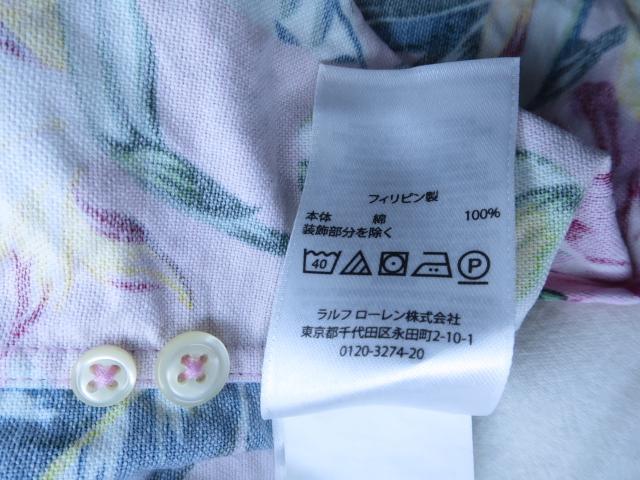 フィリピン製
本体 綿 100%
装飾部分を除く
40 P
ラルフ ローレン株式会社
東京都千代田区永田町2-10-1
0120-3274-20